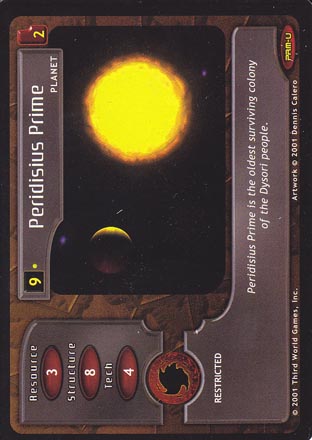 9
Peridisius Prime
2
PLANET
Resource
3
Structure
8
Tech
4
RESTRICTED
Peridisius Prime is the oldest surviving colony
of the Dysori people.
© 2001 Third World Games, Inc.
Artwork © 2001 Dennis Calero
PRM-U